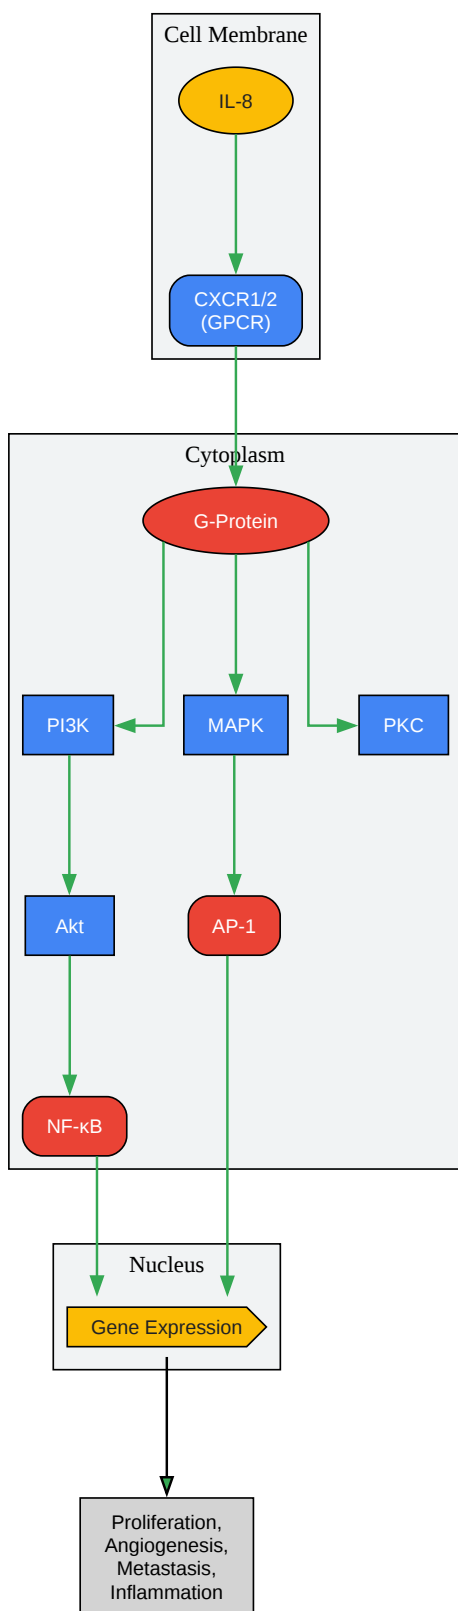 Cell Membrane
IL-8
CXCR1/2
(GPCR)
Cytoplasm
G-Protein
PI3K
MAPK
PKC
Akt
AP-1
NF-κB
Nucleus
Gene Expression
Proliferation,
Angiogenesis,
Metastasis,
Inflammation